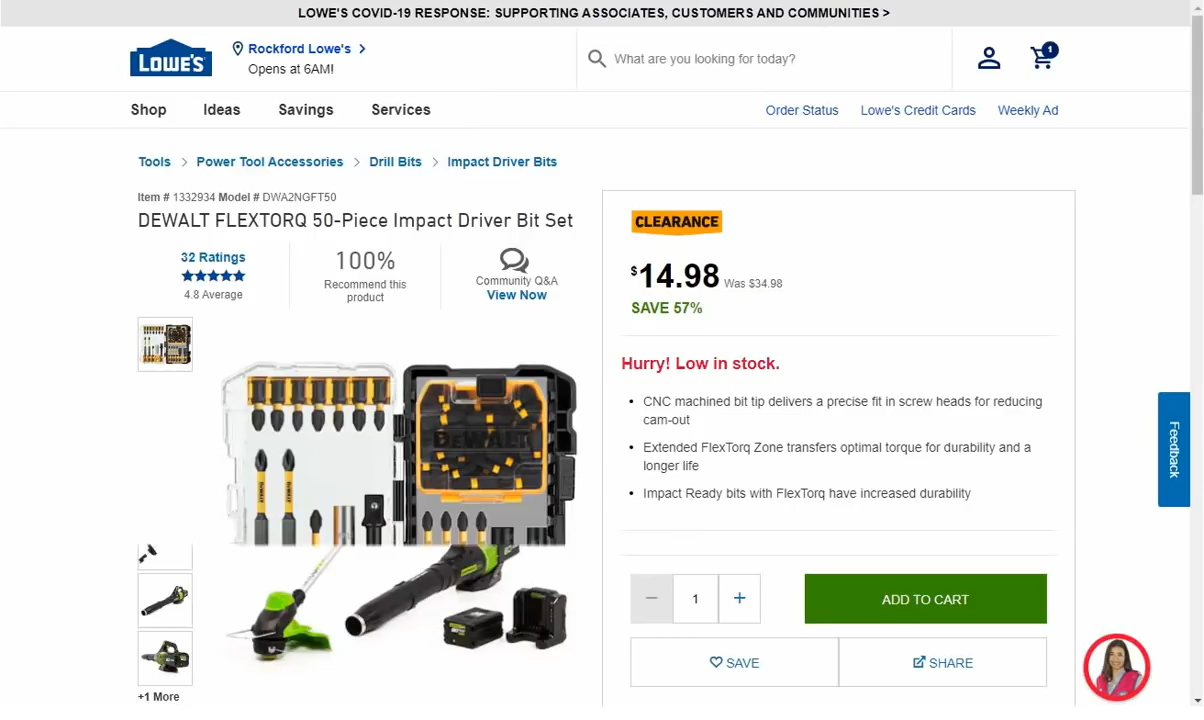 LOWE'S COVID-19 RESPONSE: SUPPORTING ASSOCIATES, CUSTOMERS AND COMMUNITIES >
LOWE'S
Rockford Lowe's >
Opens at 6AM!
What are you looking for today?
1
Shop Ideas Savings Services
Order Status Lowe's Credit Cards Weekly Ad
Tools > Power Tool Accessories > Drill Bits > Impact Driver Bits
Item # 1332934 Model # DWA2NGFT50
DEWALT FLEXTORQ 50-Piece Impact Driver Bit Set
32 Ratings
4.8 Average
100%
Recommend this
product
Community Q&A
View Now
DEWALT
+1 More
CLEARANCE
$14.98 Was $34.98
SAVE 57%
Hurry! Low in stock.
• CNC machined bit tip delivers a precise fit in screw heads for reducing
cam-out
• Extended FlexTorq Zone transfers optimal torque for durability and a
longer life
• Impact Ready bits with FlexTorq have increased durability
− 1 +
ADD TO CART
SAVE
SHARE
Feedback